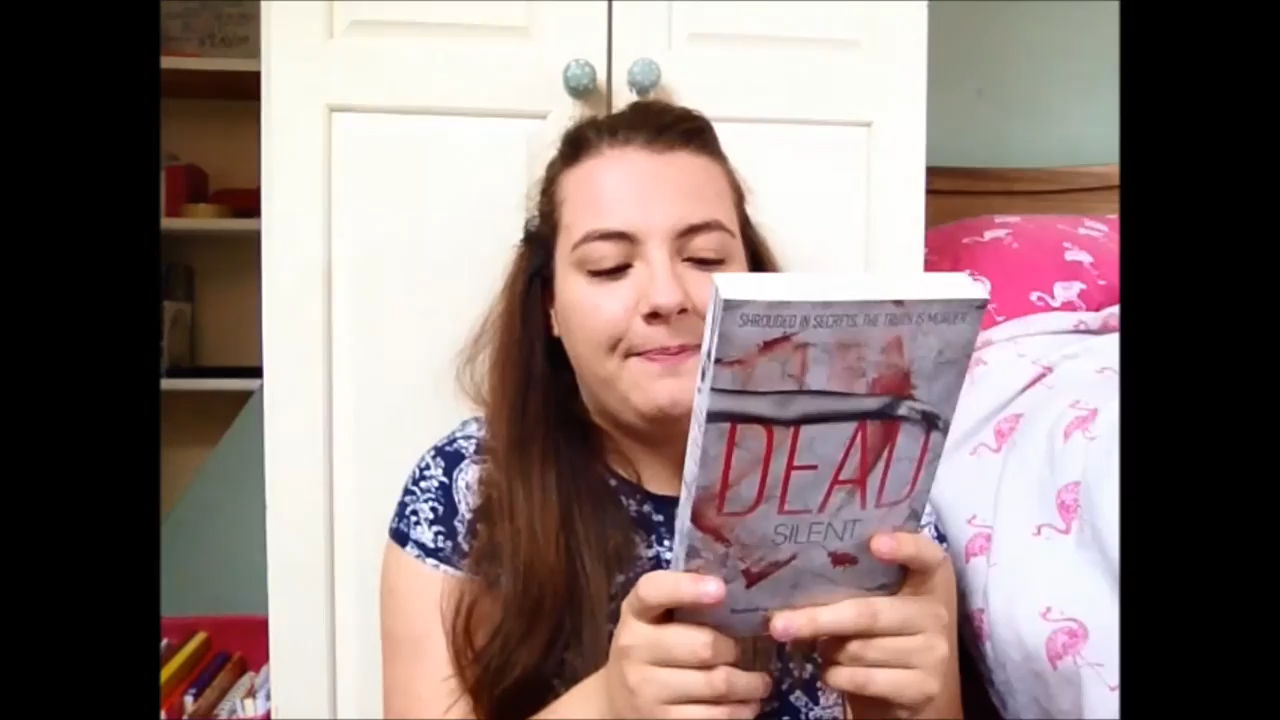 SHROUDED IN SECRETS, THE TRUTH IS MURDER
DEAD
SILENT